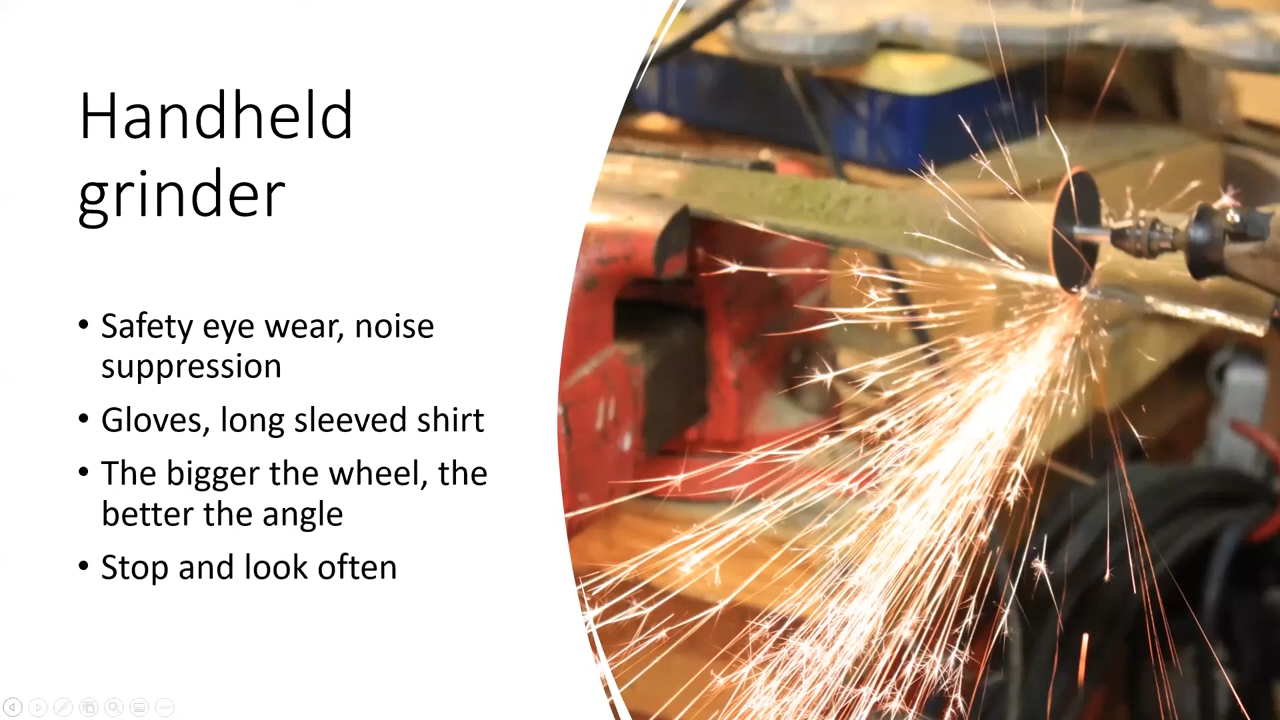 Handheld
grinder
• Safety eye wear, noise
suppression
• Gloves, long sleeved shirt
• The bigger the wheel, the
better the angle
• Stop and look often